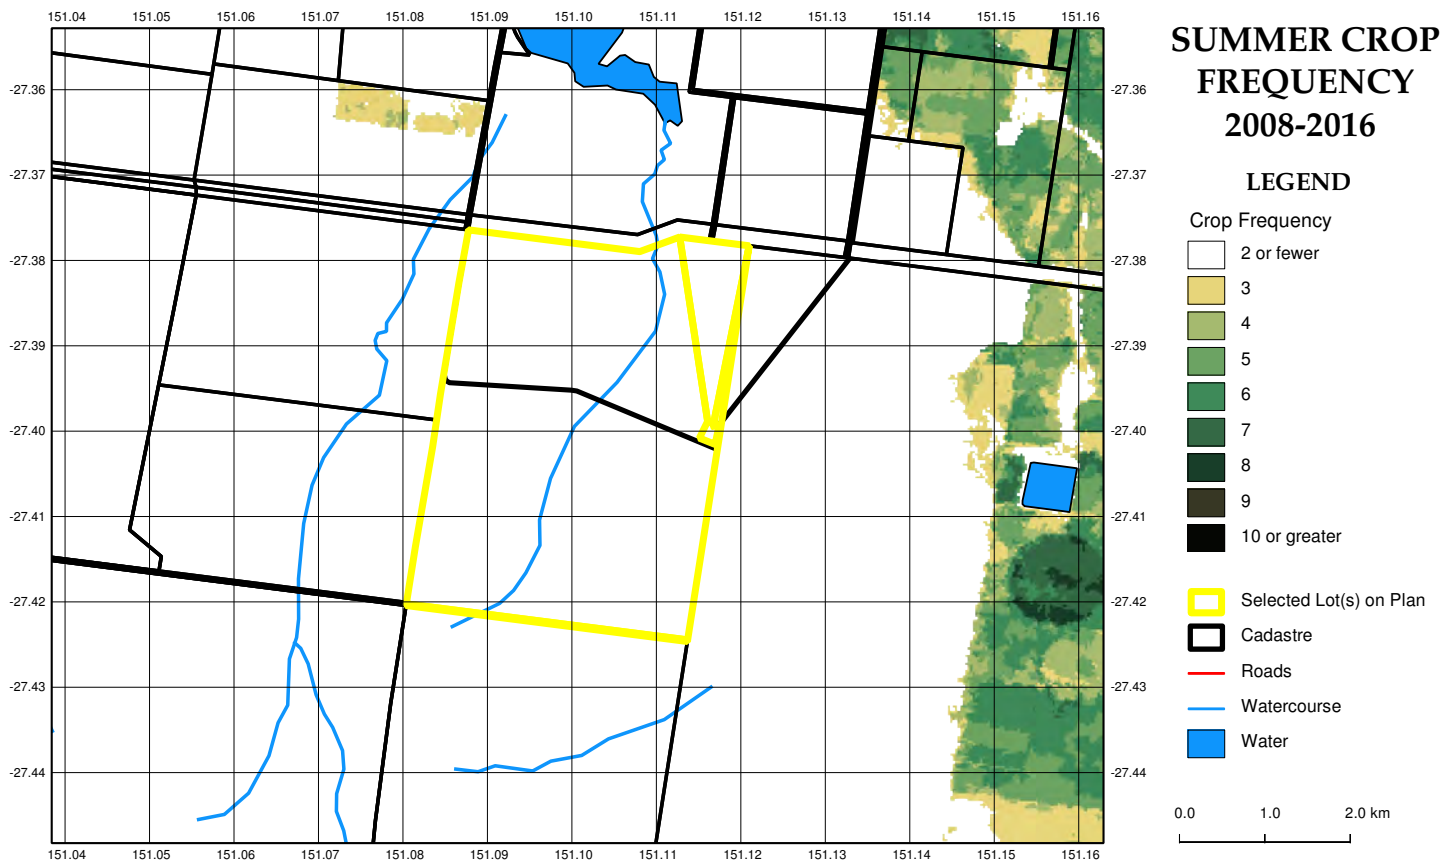 151.04 151.05 151.06 151.07 151.08 151.09 151.10 151.11 151.12 151.13 151.14 151.15 151.16
-27.36 -27.36
-27.37 -27.37
-27.38 -27.38
-27.39 -27.39
-27.40 -27.40
-27.41 -27.41
-27.42 -27.42
-27.43 -27.43
-27.44 -27.44
151.04 151.05 151.06 151.07 151.08 151.09 151.10 151.11 151.12 151.13 151.14 151.15 151.16
SUMMER CROP
FREQUENCY
2008-2016
LEGEND
Crop Frequency
2 or fewer
3
4
5
6
7
8
9
10 or greater
Selected Lot(s) on Plan
Cadastre
Roads
Watercourse
Water
0.0 1.0 2.0 km